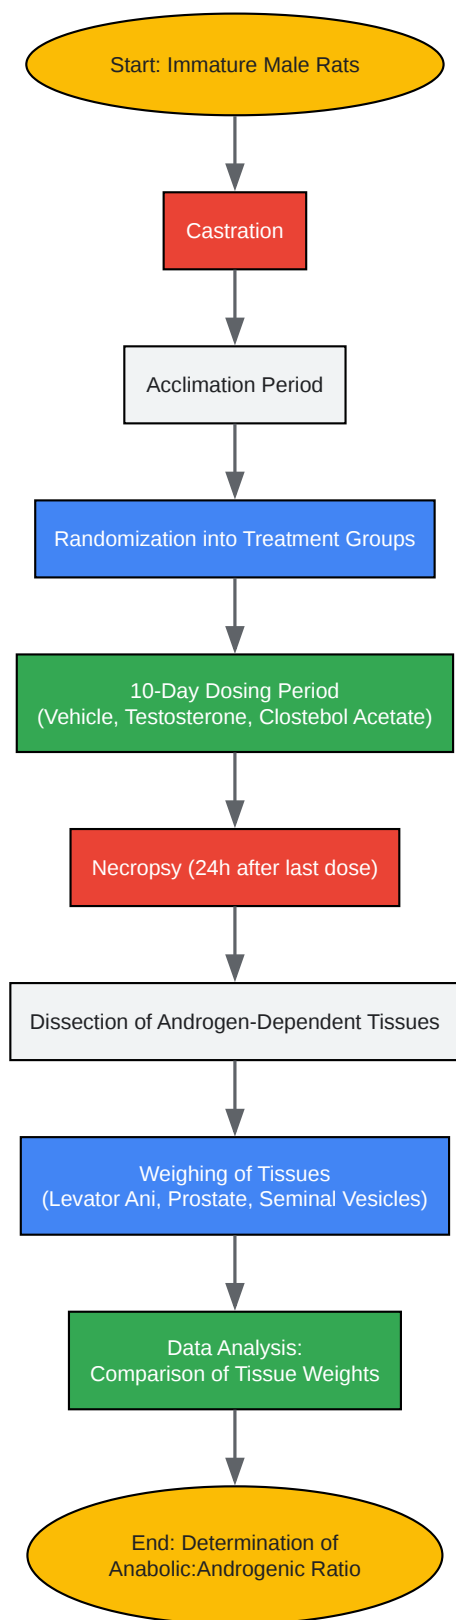 Start: Immature Male Rats
Castration
Acclimation Period
Randomization into Treatment Groups
10-Day Dosing Period
(Vehicle, Testosterone, Clostebol Acetate)
Necropsy (24h after last dose)
Dissection of Androgen-Dependent Tissues
Weighing of Tissues
(Levator Ani, Prostate, Seminal Vesicles)
Data Analysis:
Comparison of Tissue Weights
End: Determination of
Anabolic:Androgenic Ratio